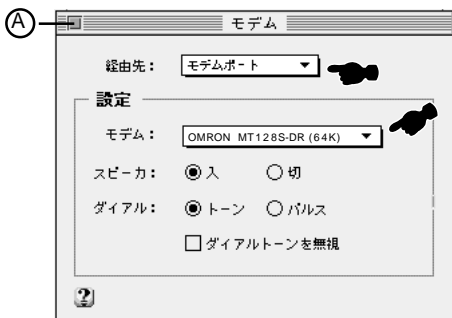 A
モデム
経由先： モデムポート
設定
モデム： OMRON MT128S-DR (64K)
スピーカ： 入 切
ダイアル： トーン パルス
ダイアルトーンを無視
?